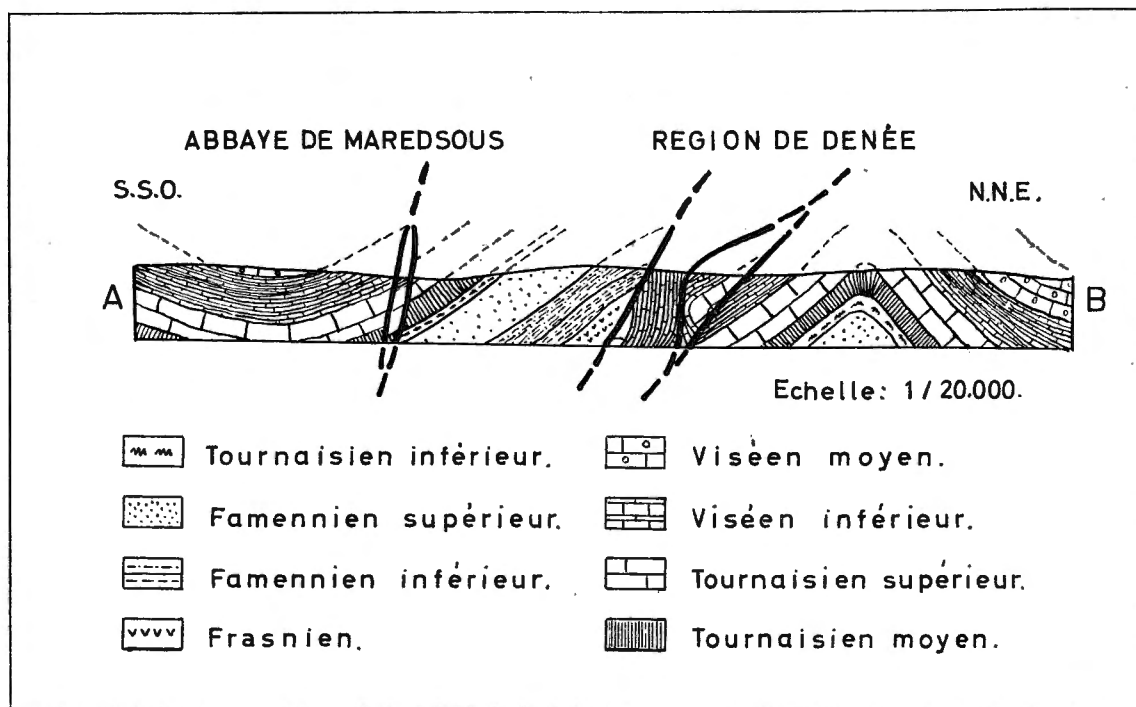 ABBAYE DE MAREDSOUS
REGION DE DENÉE
S.S.O.
N.N.E.
A
B
Echelle: 1/20.000.
Tournaisien inférieur.
Famennien supérieur.
Famennien inférieur.
Frasnien.
Viséen moyen.
Viséen inférieur.
Tournaisien supérieur.
Tournaisien moyen.